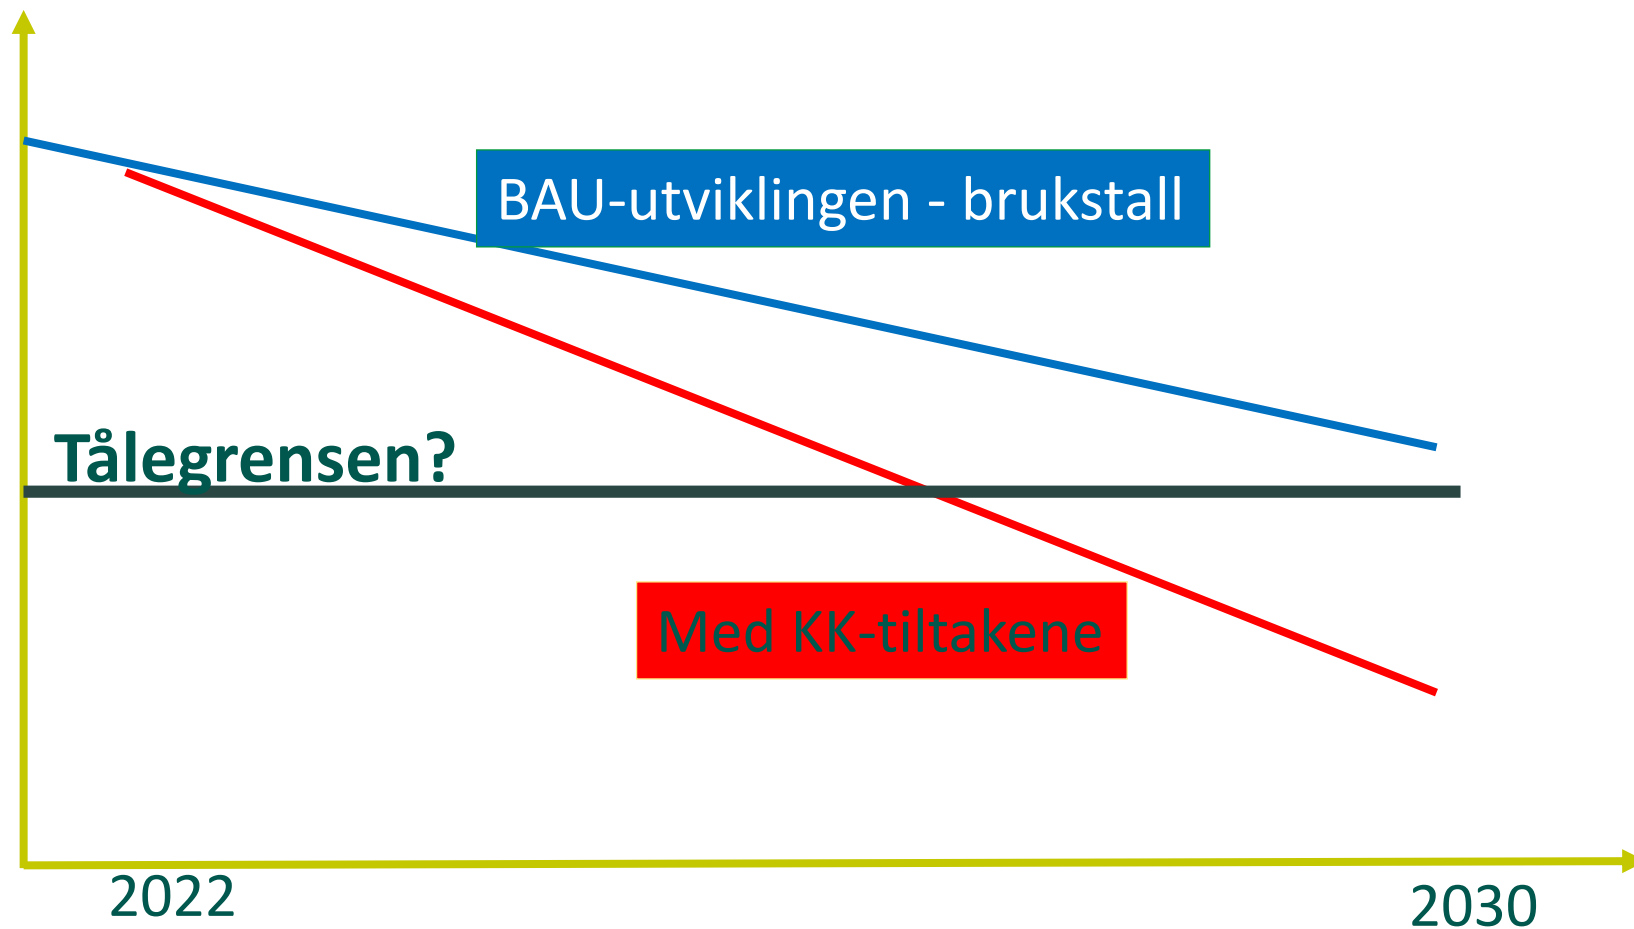 BAU-utviklingen - brukstall
Tålegrensen?
Med KK-tiltakene
2022
2030